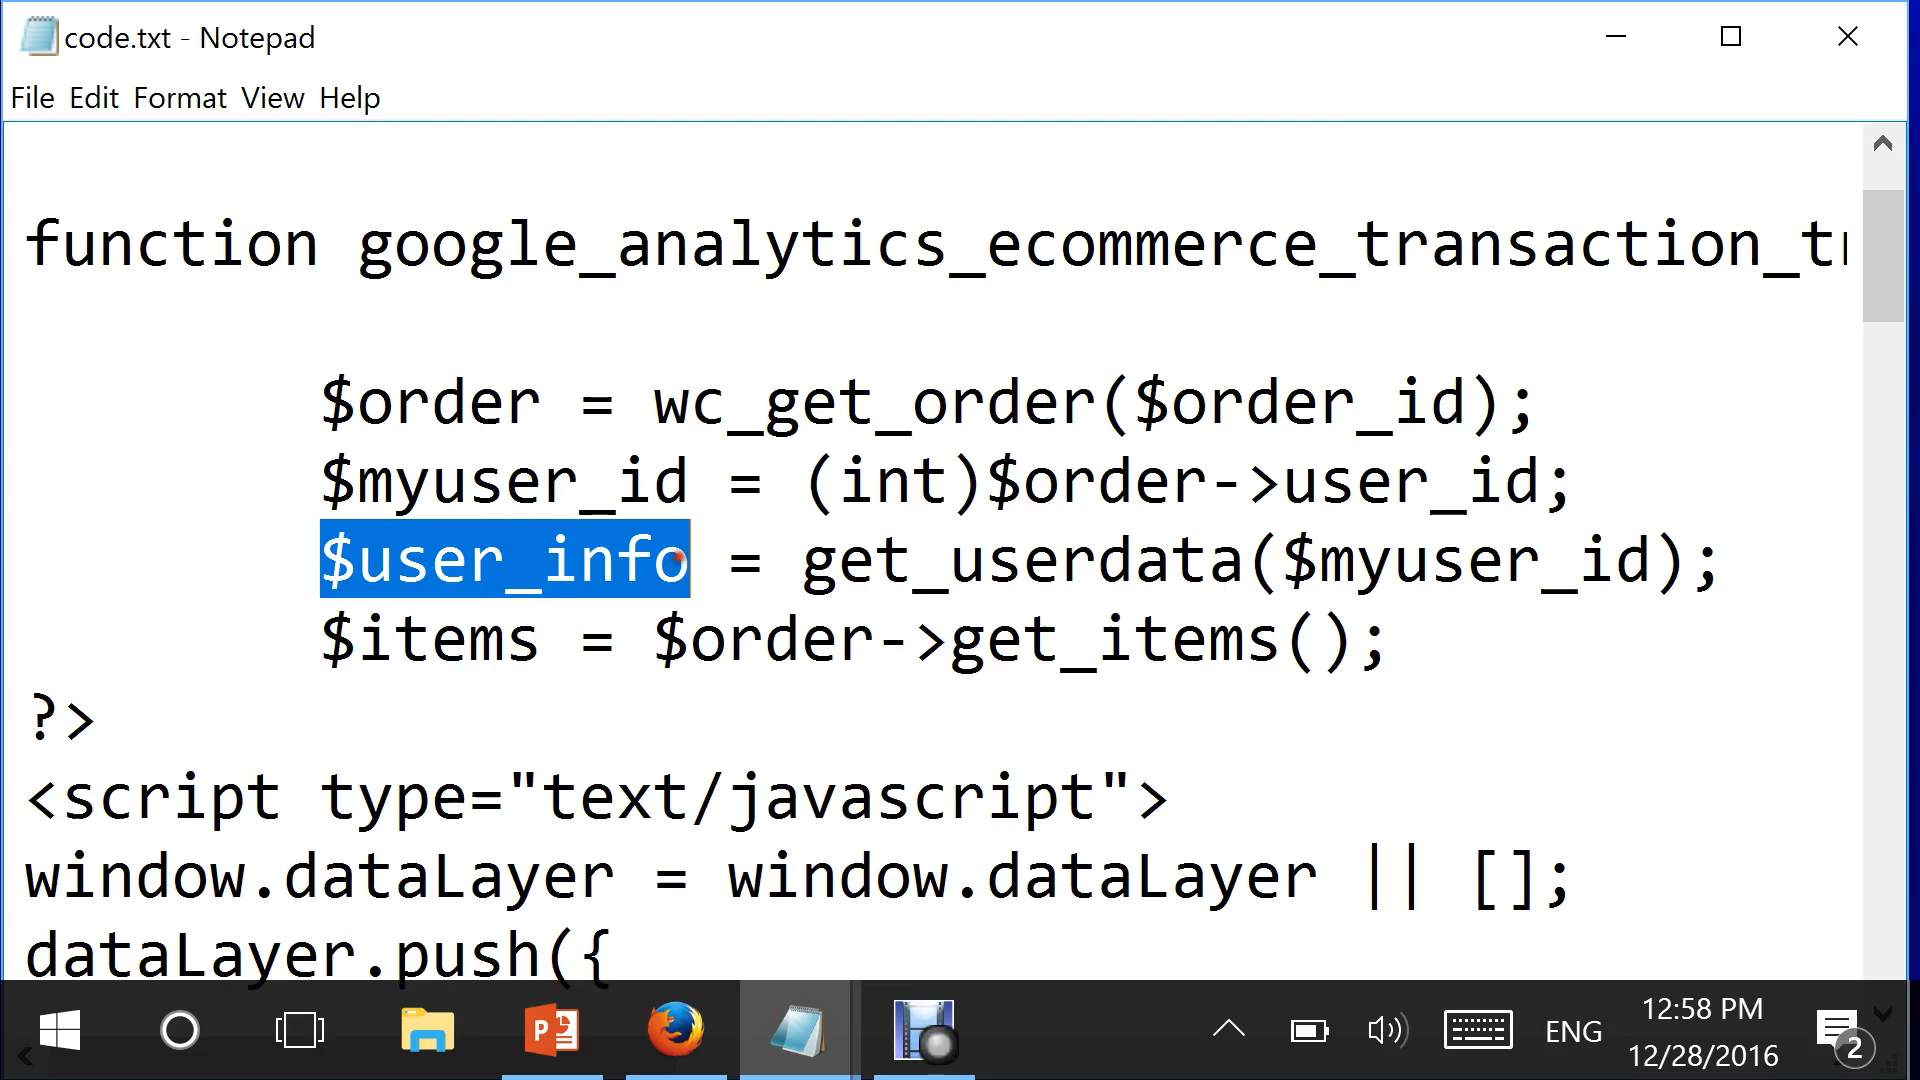 code.txt - Notepad
File Edit Format View Help
function google_analytics_ecommerce_transaction_tr
$order = wc_get_order($order_id);
$myuser_id = (int)$order->user_id;
$user_info = get_userdata($myuser_id);
$items = $order->get_items();
?>
<script type="text/javascript">
window.dataLayer = window.dataLayer || [];
dataLayer.push({
ENG
12:58 PM
12/28/2016
2